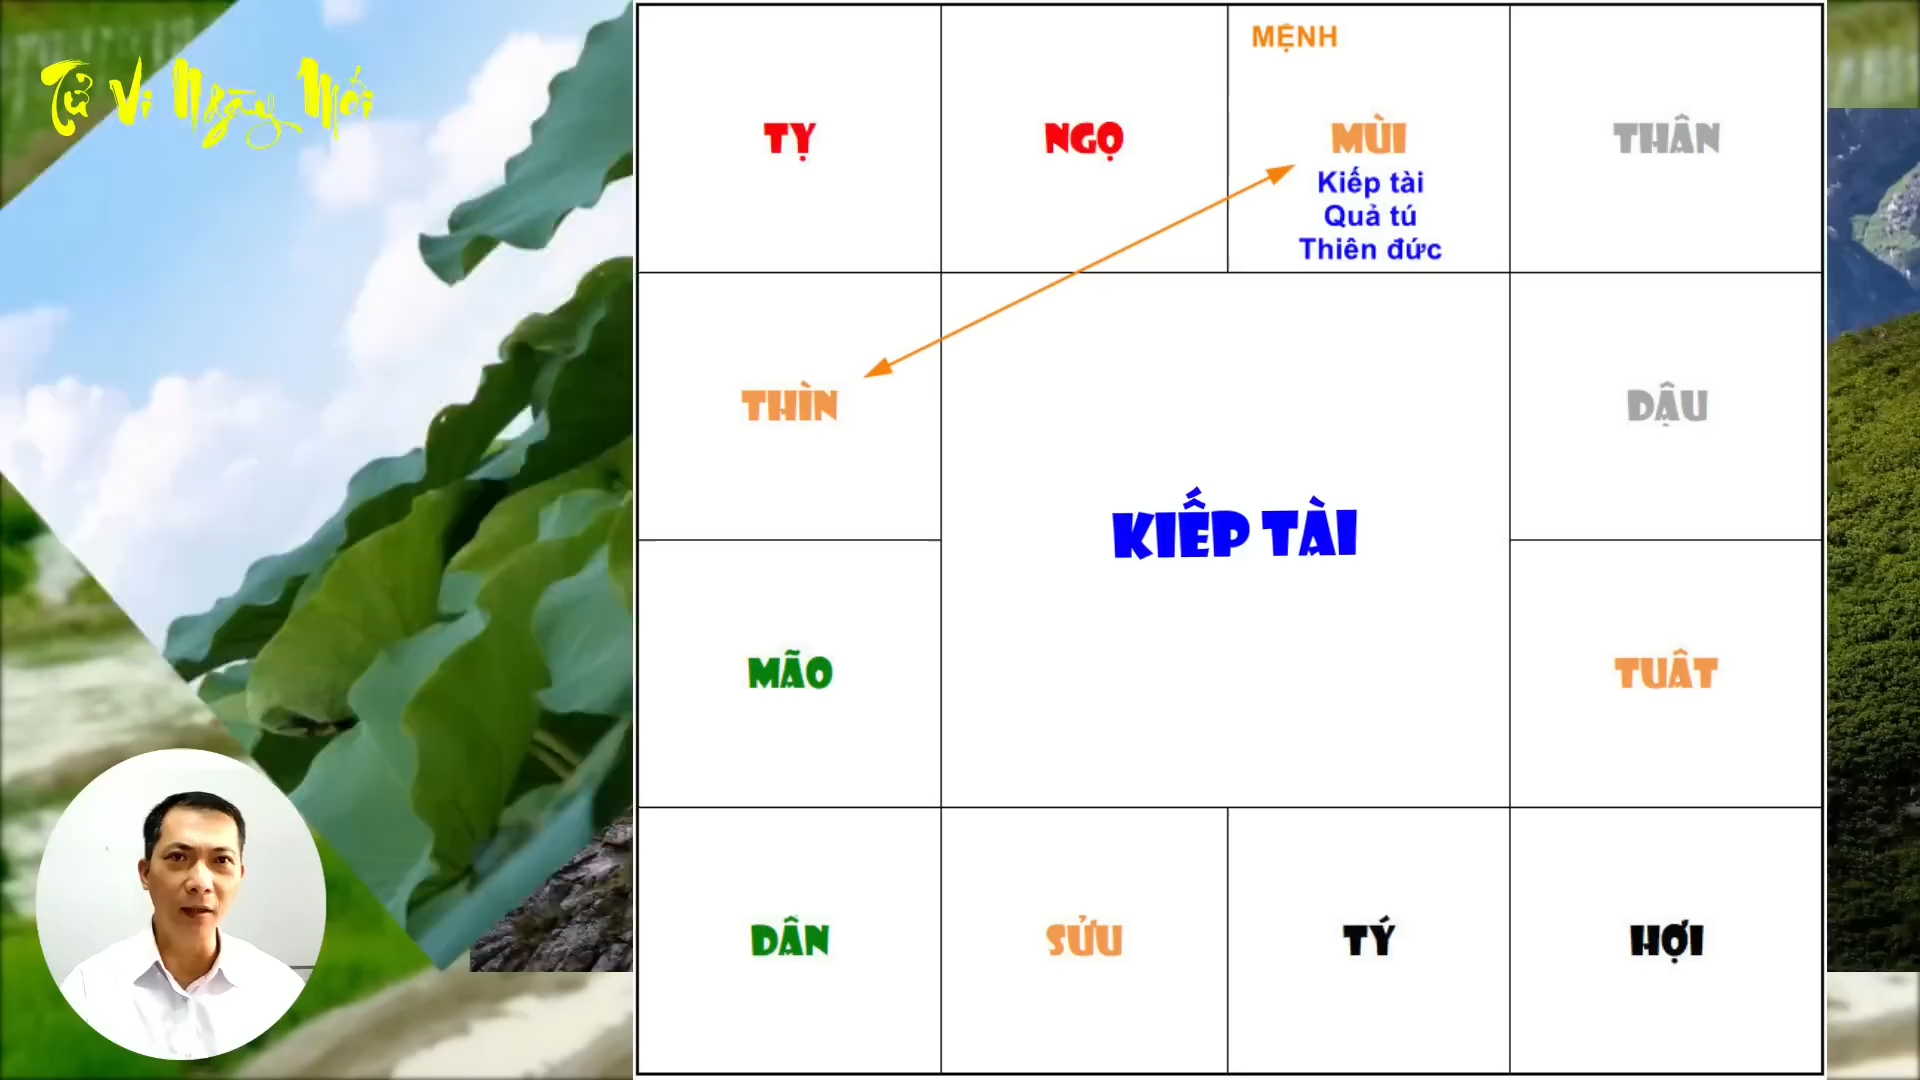 Tử Vi Ngày Mới
MỆNH
TỴ
NGỌ
MÙI
Kiếp tài
Quả tú
Thiên đức
THÂN
THÌN
DẬU
KIẾP TÀI
MÃO
TUẤT
DẦN
SỬU
TÝ
HỢI